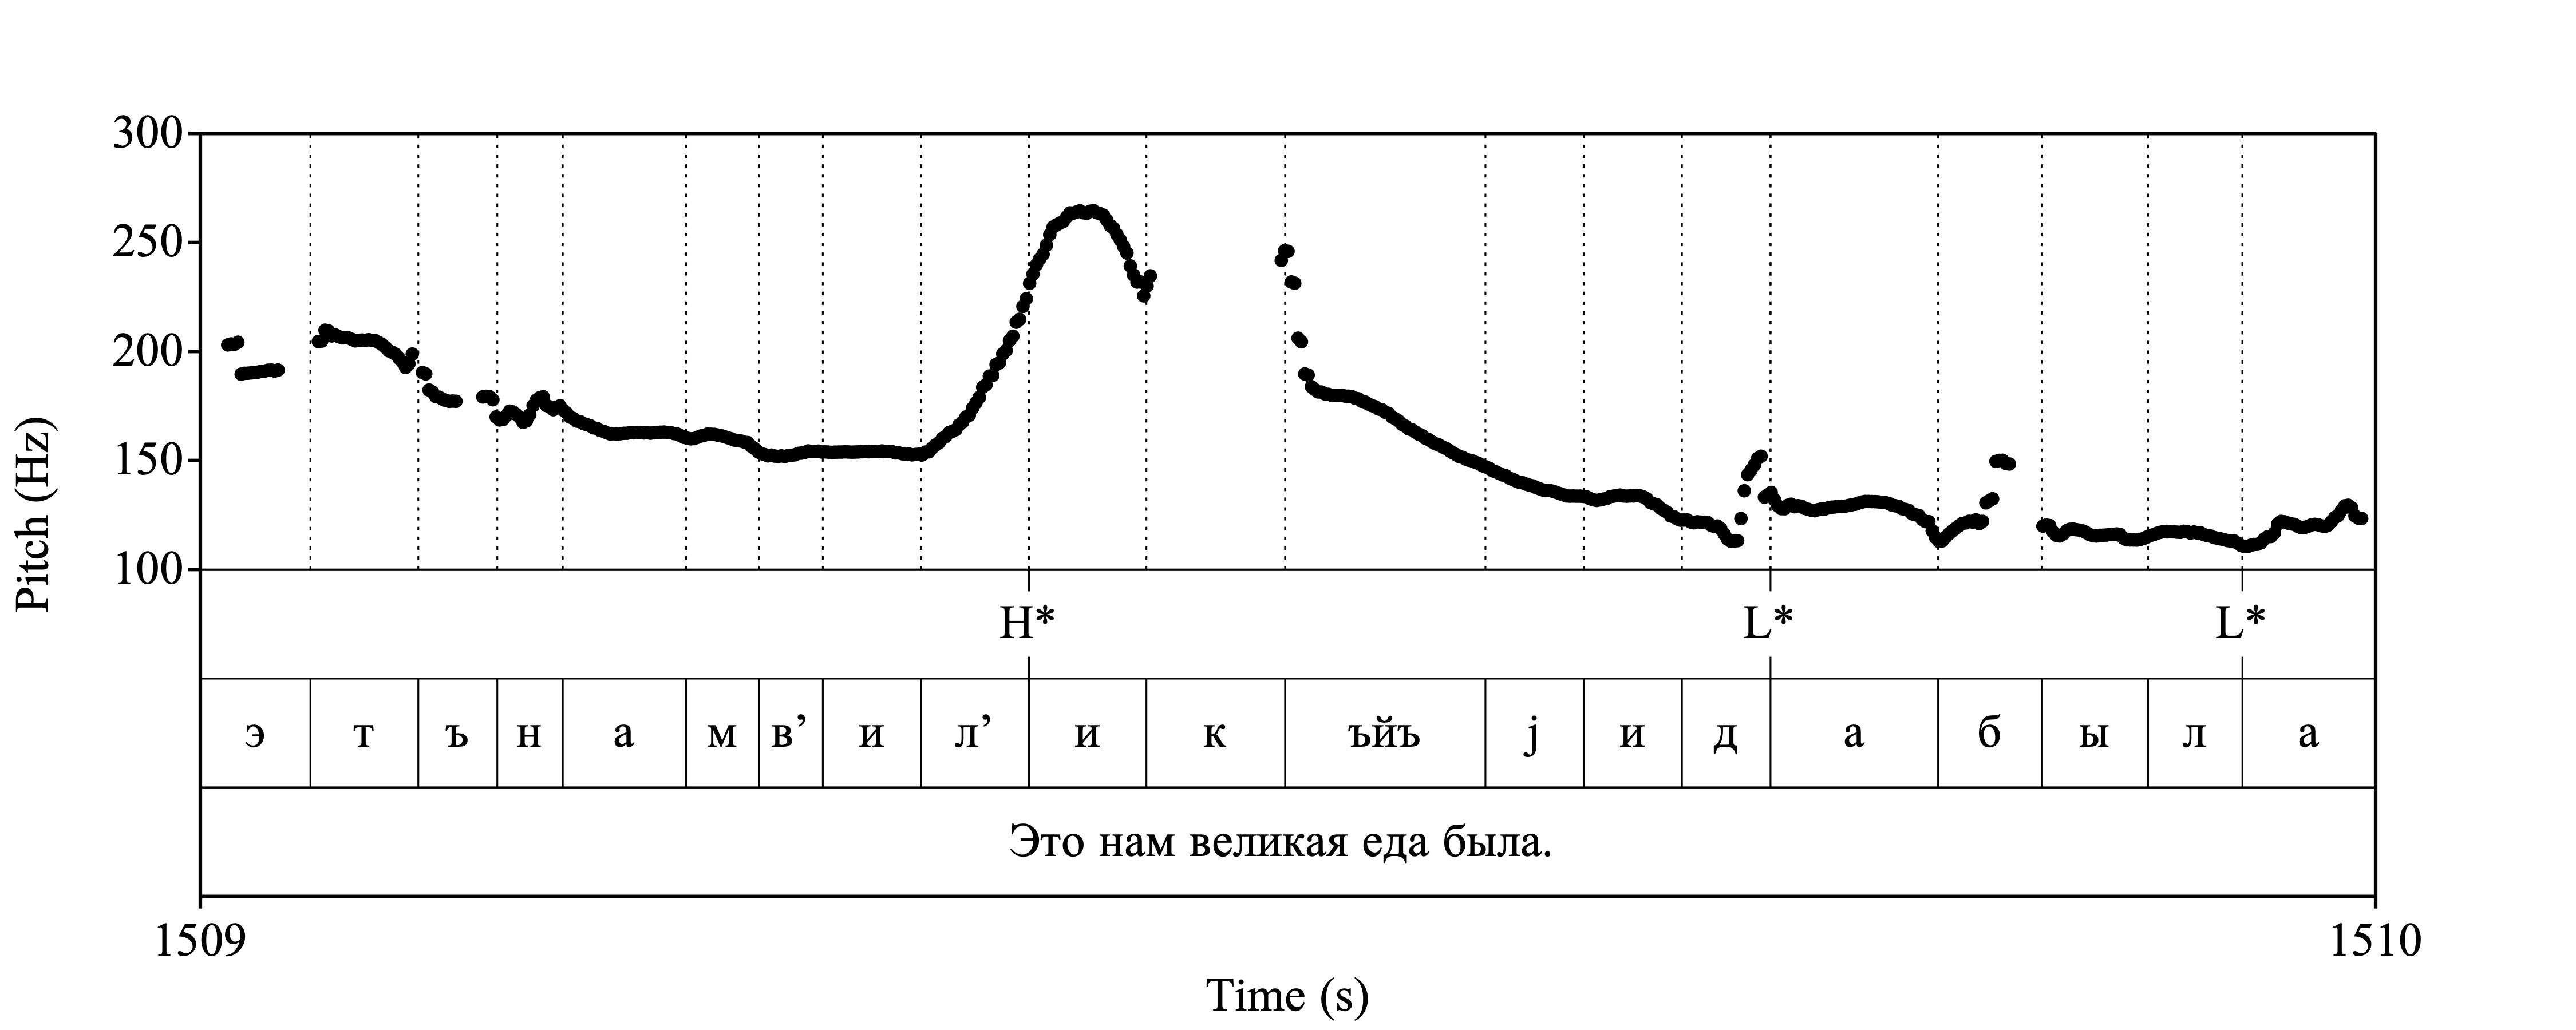 300
250
200
150
100
Pitch (Hz)
H* L* L*
э т ъ н а м в’ и л’ и к ъйъ j и д а б ы л а
Это нам великая еда была.
1509 1510
Time (s)